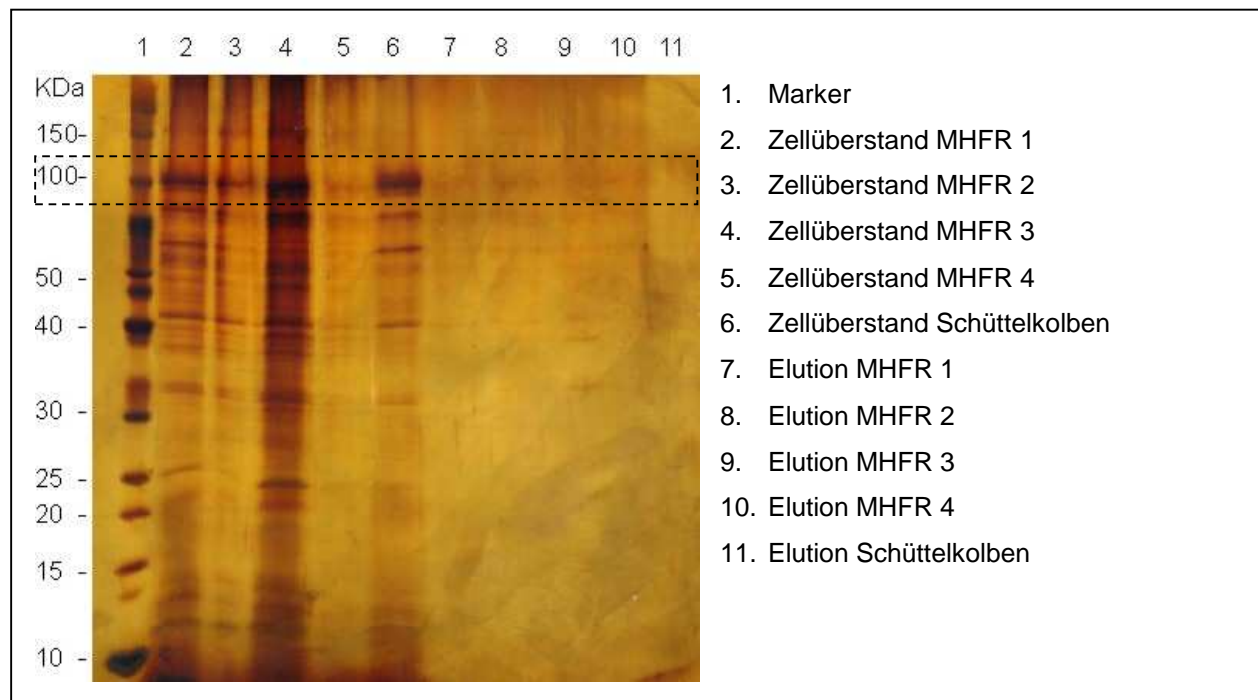 1 2 3 4 5 6 7 8 9 10 11
KDa
150-
100-
50 -
40 -
30 -
25 -
20 -
15 -
10 -
1. Marker
2. Zellüberstand MHFR 1
3. Zellüberstand MHFR 2
4. Zellüberstand MHFR 3
5. Zellüberstand MHFR 4
6. Zellüberstand Schüttelkolben
7. Elution MHFR 1
8. Elution MHFR 2
9. Elution MHFR 3
10. Elution MHFR 4
11. Elution Schüttelkolben